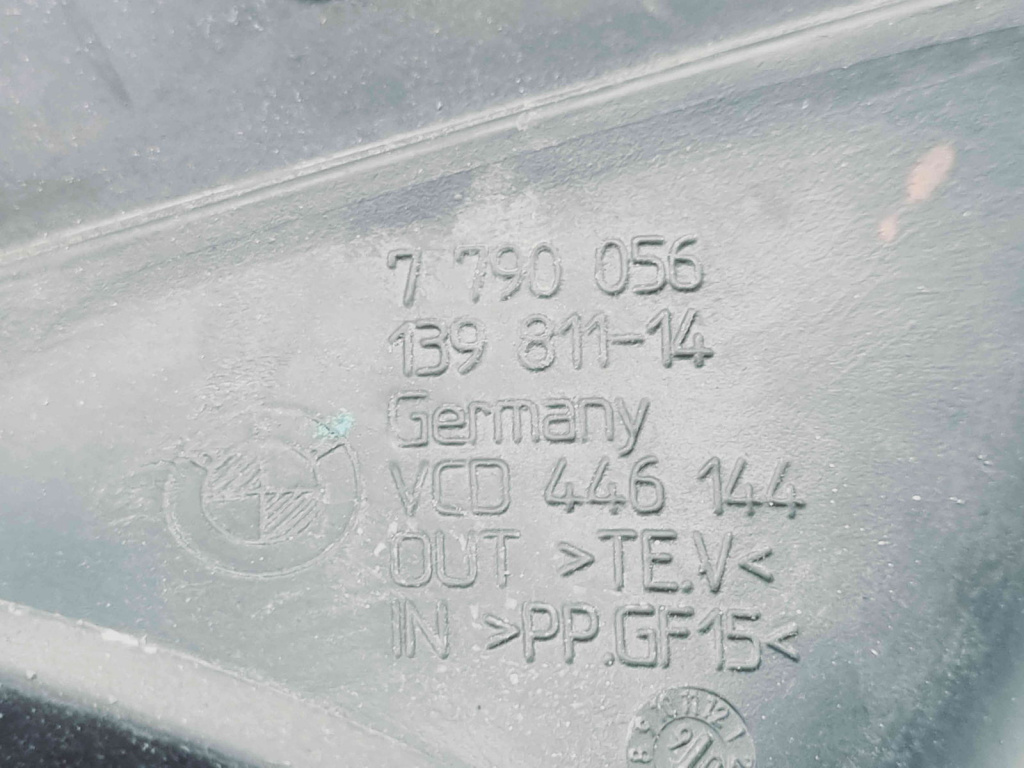 7 790 056
139 811-14
Germany
VCD 446 144
OUT >TE.V<
IN >PP.GF15<